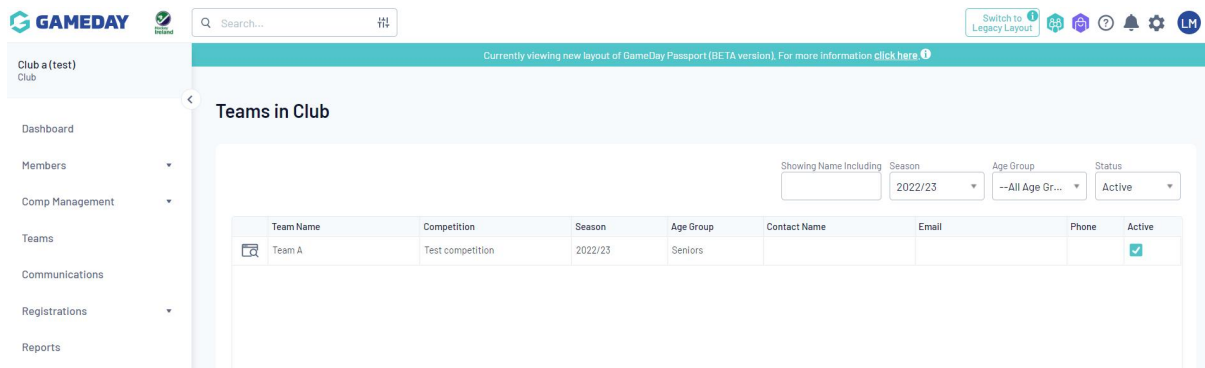 GAMEDAY
Ireland
Search...
Switch to
Legacy Layout
LM
Currently viewing new layout of GameDay Passport (BETA version), For more information click here.
Club a (test)
Club
Dashboard
Members
Comp Management
Teams
Communications
Registrations
Reports
Teams in Club
Showing Name Including Season Age Group Status
2022/23 --All Age Gr... Active
Team Name Competition Season Age Group Contact Name Email Phone Active
Team A Test competition 2022/23 Seniors